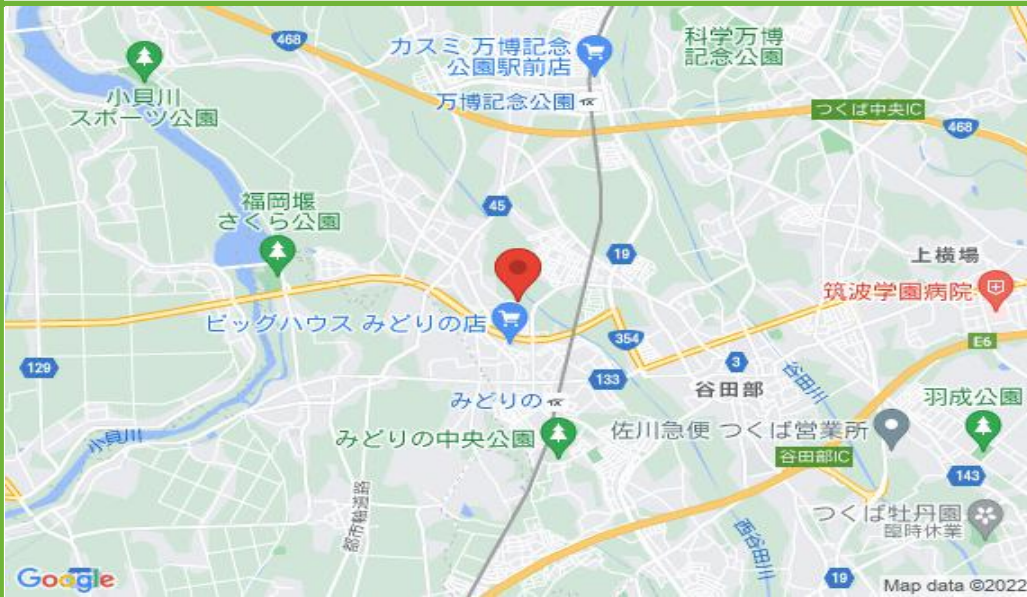 468
カスミ 万博記念
公園駅前店
科学万博
記念公園
小貝川
スポーツ公園
万博記念公園
つくば中央IC
468
福岡堰
さくら公園
45
19
上横場
筑波学園病院
ビッグハウス みどりの店
354
E6
129
3
133
谷田部
谷田川
羽成公園
みどりの
小貝川
みどりの中央公園
佐川急便 つくば営業所
谷田部IC
143
都市軸道路
つくば牡丹園
臨時休業
西谷田川
19
Google
Map data ©2022